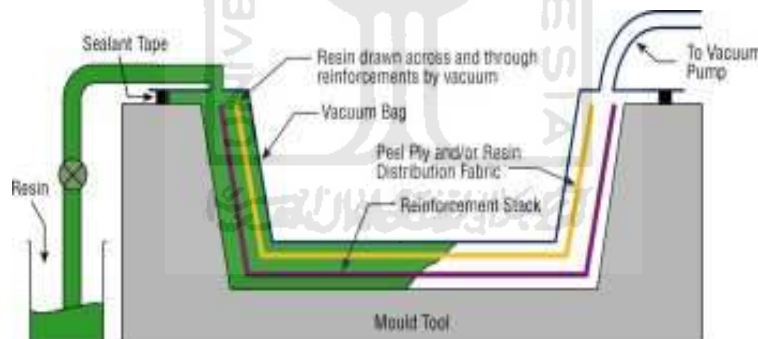 Sealant Tape
Resin drawn across and through
reinforcements by vacuum
To Vacuum
Pump
Vacuum Bag
Peel Ply and/or Resin
Distribution Fabric
Resin
Reinforcement Stack
Mould Tool